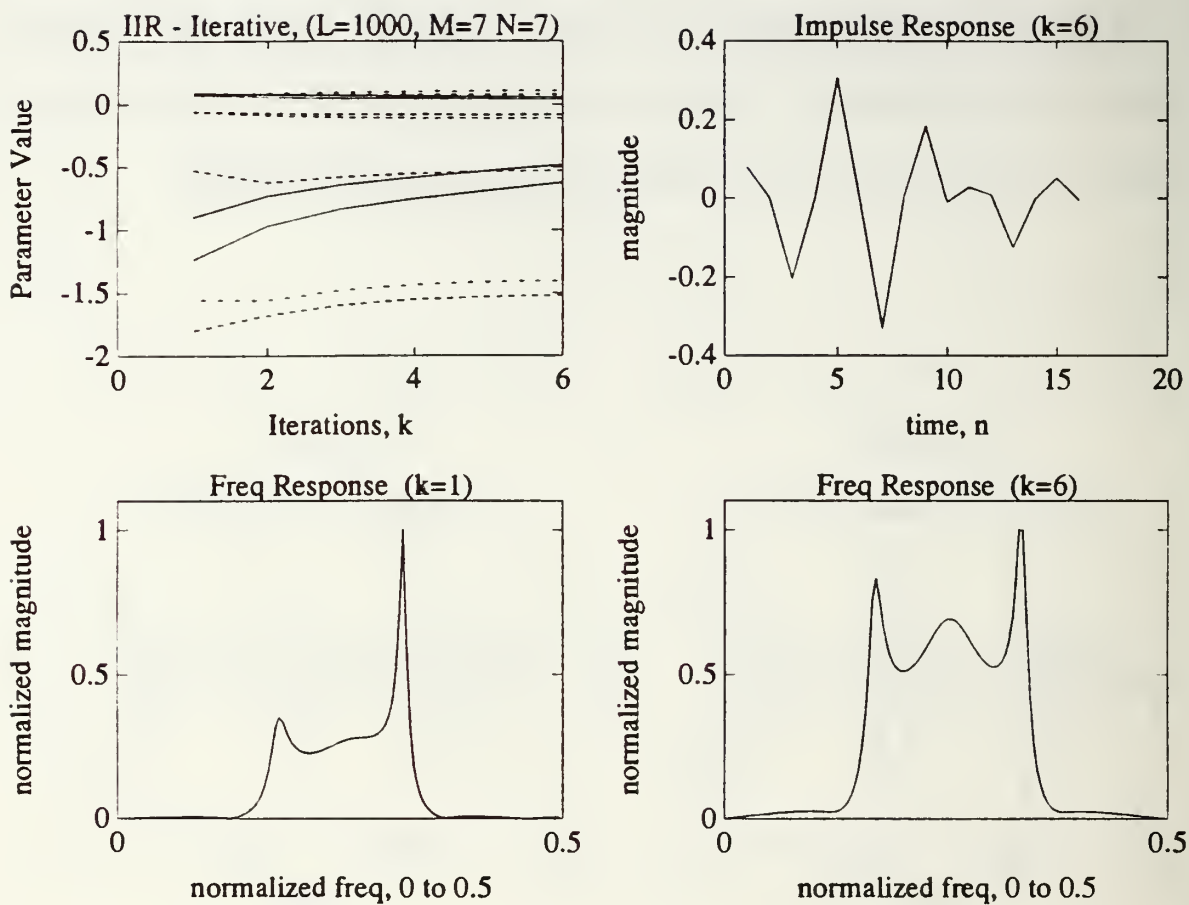 IIR - Iterative, (L=1000, M=7 N=7)
0.5
0
-0.5
-1
-1.5
-2
Parameter Value
0
2
4
6
Iterations, k
Impulse Response (k=6)
0.4
0.2
0
-0.2
-0.4
magnitude
0
5
10
15
20
time, n
Freq Response (k=1)
1
0.5
0
normalized magnitude
0
0.5
normalized freq, 0 to 0.5
Freq Response (k=6)
1
0.5
0
normalized magnitude
0
0.5
normalized freq, 0 to 0.5